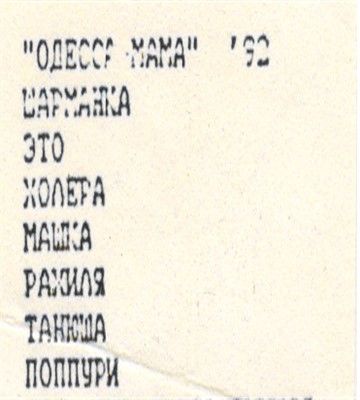 "ОДЕССА-МАМА" '92
ШАРМАНКА
ЭТО
ХОЛЕРА
МАШКА
РАХИЛЯ
ТАНЮША
ПОППУРИ